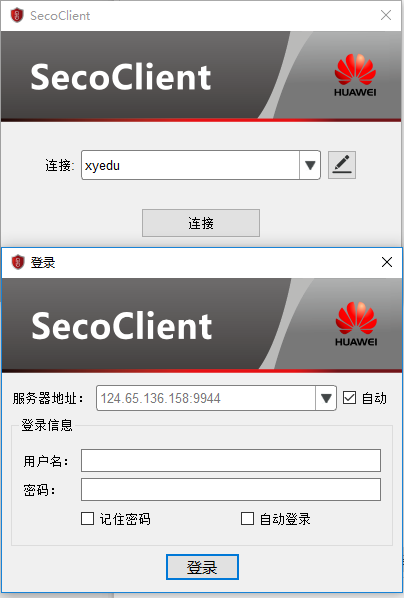 SecoClient
SecoClient
HUAWEI
连接:
xyedu
连接
登录
SecoClient
HUAWEI
服务器地址: 124.65.136.158:9944 自动
登录信息
用户名:
密码:
记住密码 自动登录
登录